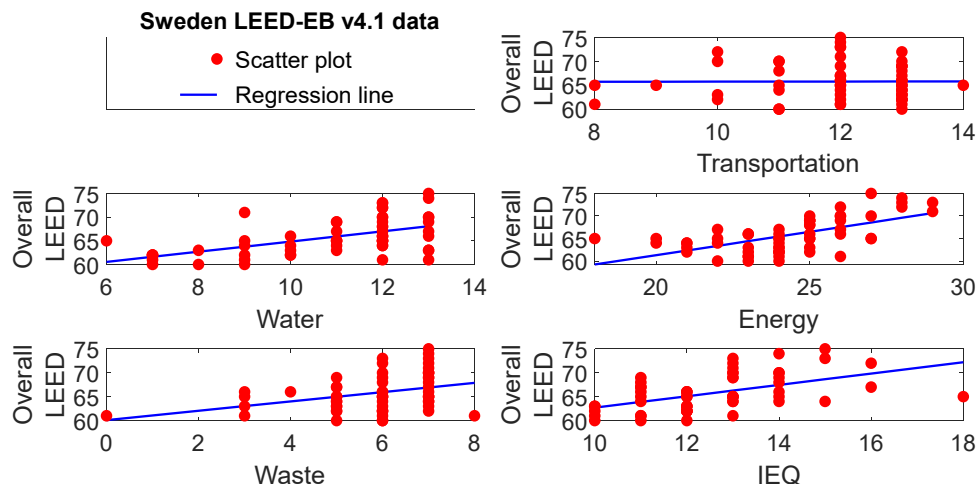 Sweden LEED-EB v4.1 data
Scatter plot
Regression line
Overall
LEED
75
70
65
60
8
10
12
14
Transportation
Overall
LEED
75
70
65
60
6
8
10
12
14
Water
Overall
LEED
75
70
65
60
20
25
30
Energy
Overall
LEED
75
70
65
60
0
2
4
6
8
Waste
Overall
LEED
75
70
65
60
10
12
14
16
18
IEQ